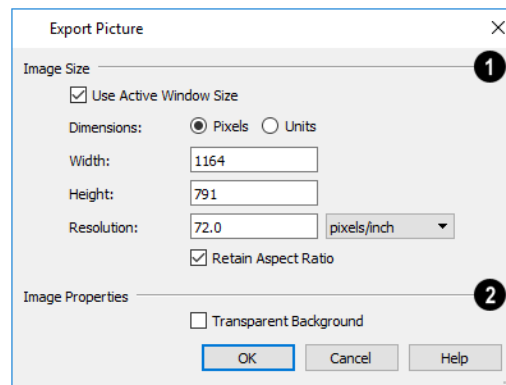 Export Picture
Image Size 1
Use Active Window Size
Dimensions: Pixels Units
Width: 1164
Height: 791
Resolution: 72.0 pixels/inch
Retain Aspect Ratio
Image Properties 2
Transparent Background
OK Cancel Help